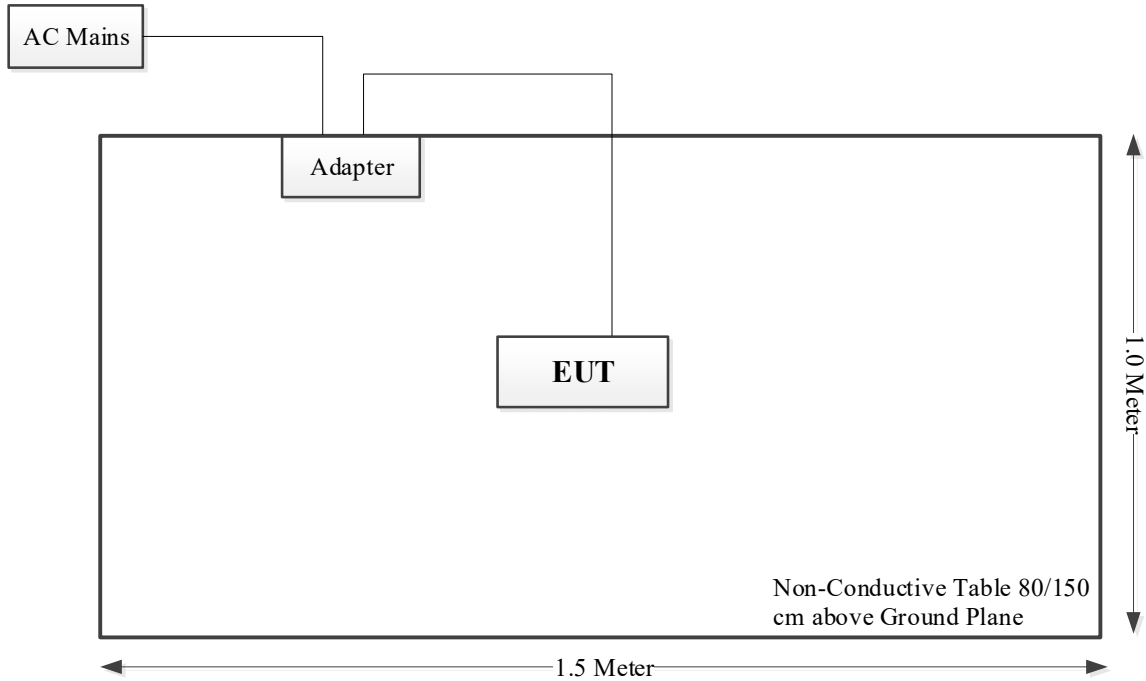 AC Mains
Adapter
EUT
1.0 Meter
Non-Conductive Table 80/150
cm above Ground Plane
1.5 Meter